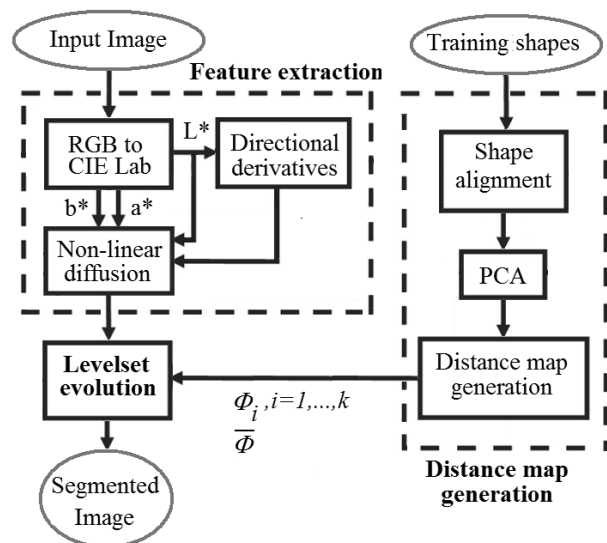 Input Image
Training shapes
Feature extraction
RGB to
CIE Lab
L*
Directional
derivatives
b*
a*
Non-linear
diffusion
Shape
alignment
PCA
Distance map
generation
Levelset
evolution
Φi ,i=1,...,k
Φ̅
Segmented
Image
Distance map
generation